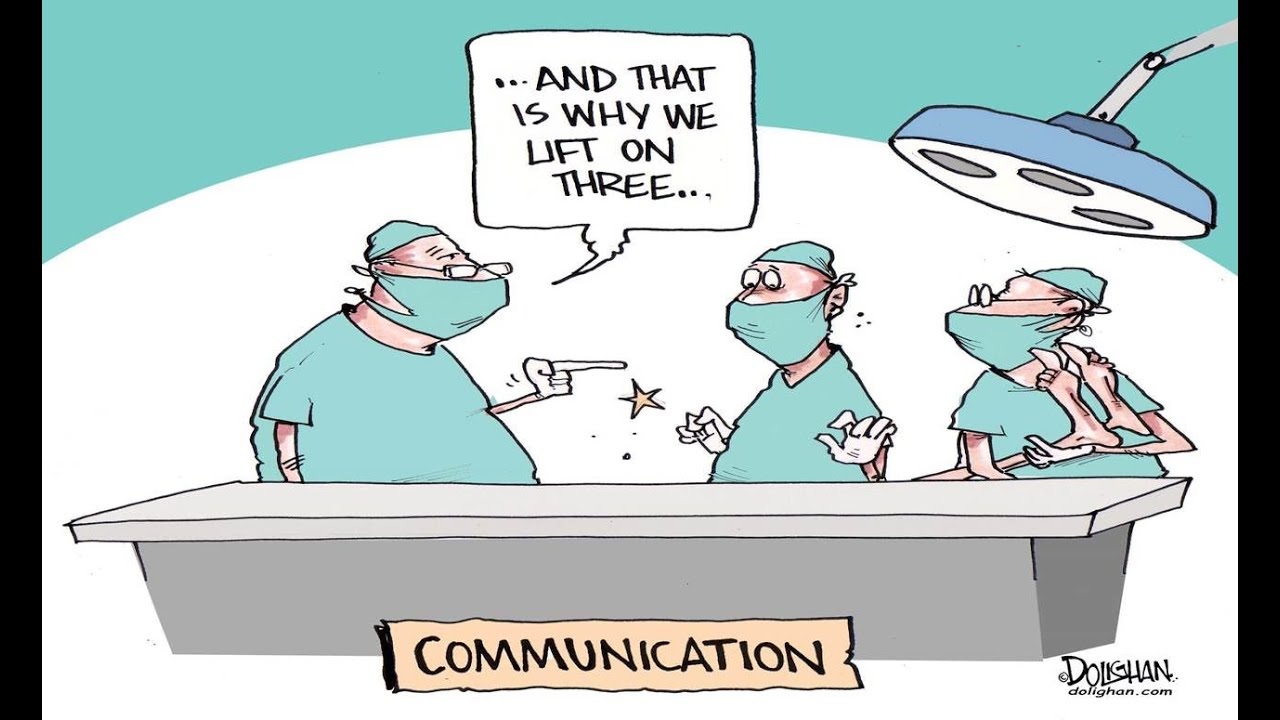 ...AND THAT
IS WHY WE
LIFT ON
THREE...
COMMUNICATION
©DOLIGHAN..
dolighan.com